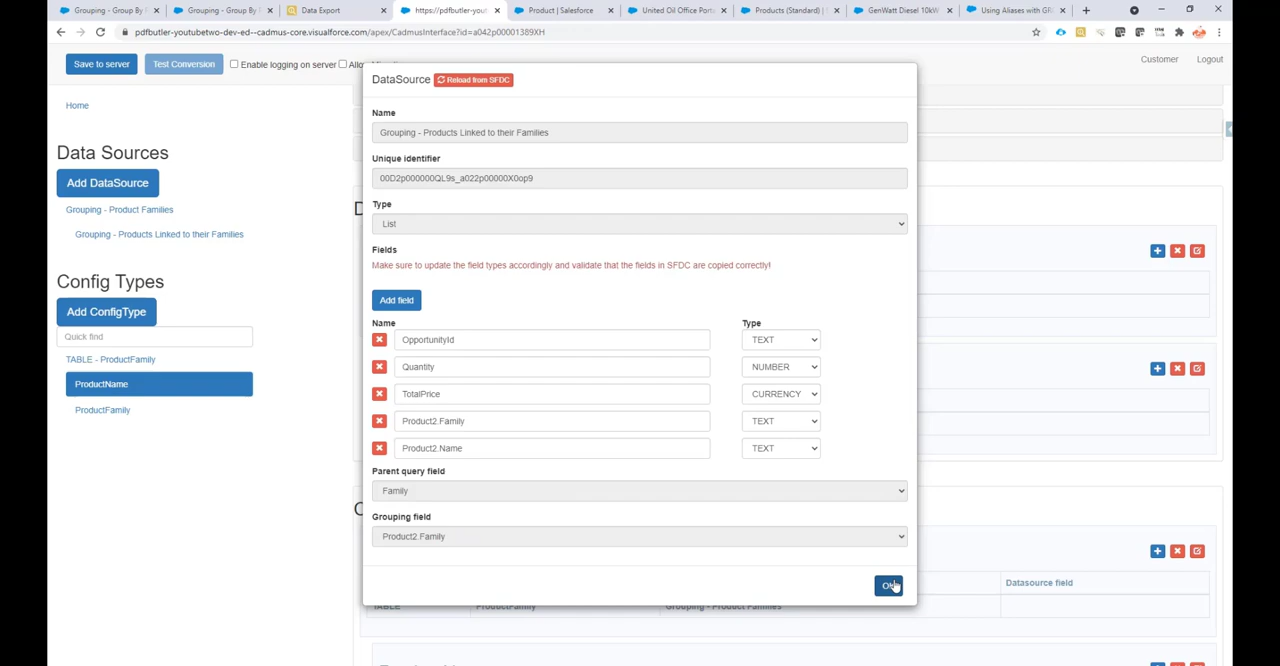 Grouping - Group By F
Grouping - Group By F
Data Export
https://pdfbutler-yout
Product | Salesforce
United Oil Office Port
Products (Standard) |
GenWatt Diesel 10kW
Using Aliases with GR
pdfbutler-youtubetwo-dev-ed--cadmus-core.visualforce.com/apex/CadmusInterface?id=a042p00001389XH
Save to server
Test Conversion
Enable logging on server
Customer
Logout
Home
Data Sources
Add DataSource
Grouping - Product Families
Grouping - Products Linked to their Families
Config Types
Add ConfigType
Quick find
TABLE - ProductFamily
ProductName
ProductFamily
DataSource
Reload from SFDC
Name
Grouping - Products Linked to their Families
Unique identifier
00D2p000000QL9s_a022p00000X0op9
Type
List
Fields
Make sure to update the field types accordingly and validate that the fields in SFDC are copied correctly!
Add field
Name Type
OpportunityId TEXT
Quantity NUMBER
TotalPrice CURRENCY
Product2.Family TEXT
Product2.Name TEXT
Parent query field
Family
Grouping field
Product2.Family
Datasource field
TABLE ProductFamily Grouping - Product Families